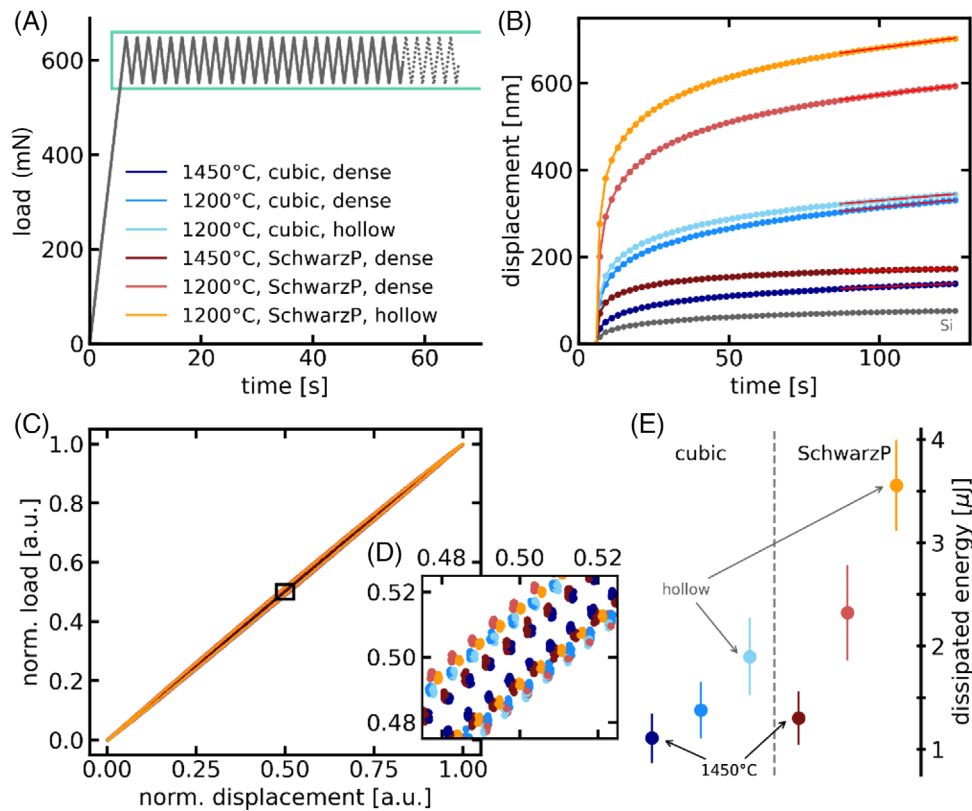 (A)
600
400
200
0
load (mN)
1450°C, cubic, dense
1200°C, cubic, dense
1200°C, cubic, hollow
1450°C, SchwarzP, dense
1200°C, SchwarzP, dense
1200°C, SchwarzP, hollow
0 20 40 60
time [s]
(B)
600
400
200
0
displacement [nm]
Si
0 50 100
time [s]
(C)
1.0
0.8
0.6
0.4
0.2
0.0
norm. load [a.u.]
0.00 0.25 0.50 0.75 1.00
norm. displacement [a.u.]
(D)
0.48 0.50 0.52
0.52
0.50
0.48
(E)
cubic SchwarzP
hollow
1450°C
4
3
2
1
dissipated energy [μJ]